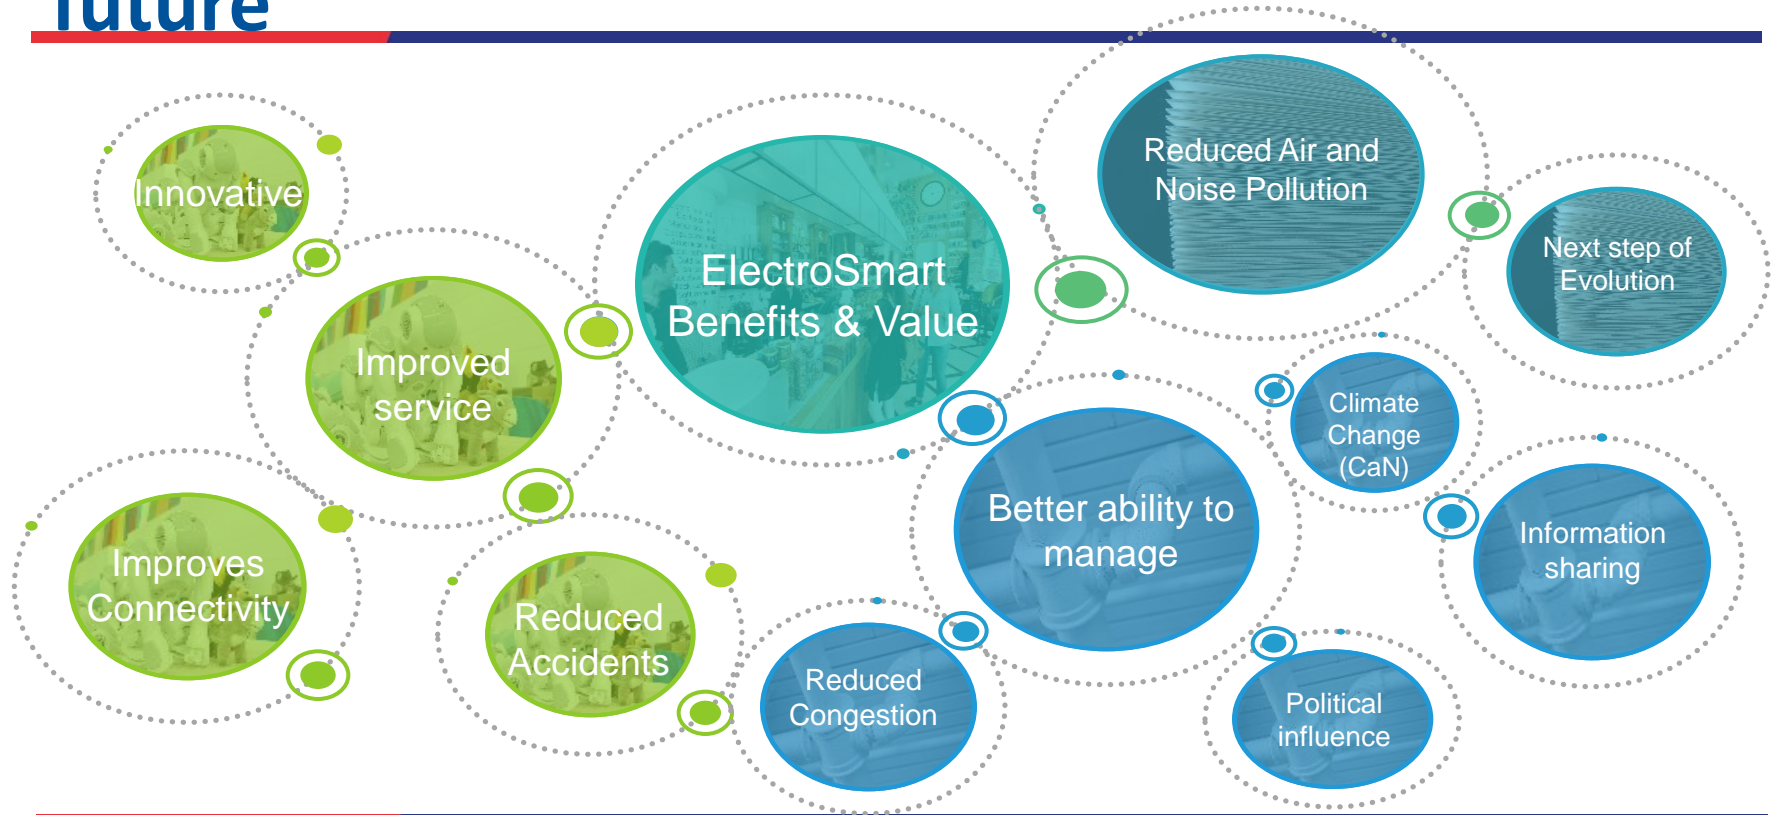 future
Innovative
Improved
service
Improves
Connectivity
Reduced
Accidents
ElectroSmart
Benefits & Value
Reduced Air and
Noise Pollution
Next step of
Evolution
Better ability to
manage
Climate
Change
(CaN)
Information
sharing
Reduced
Congestion
Political
influence